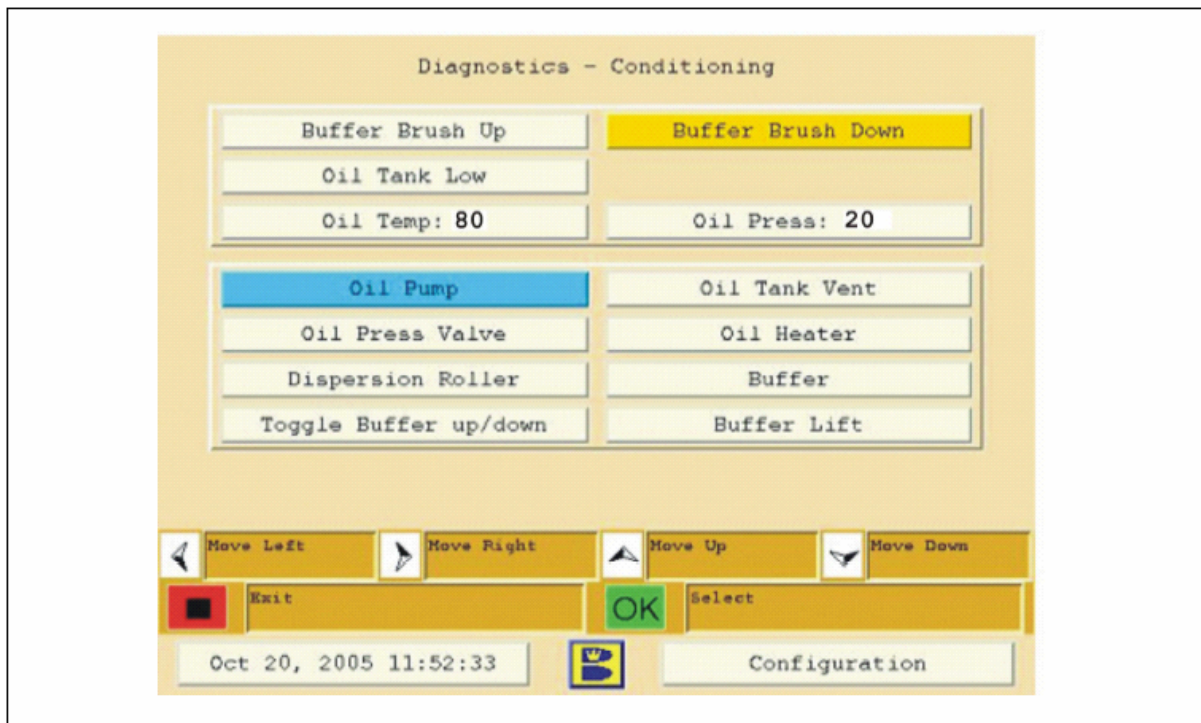 Diagnostics - Conditioning
Buffer Brush Up
Buffer Brush Down
Oil Tank Low
Oil Temp: 80
Oil Press: 20
Oil Pump
Oil Tank Vent
Oil Press Valve
Oil Heater
Dispersion Roller
Buffer
Toggle Buffer up/down
Buffer Lift
Move Left
Move Right
Move Up
Move Down
Exit
OK
Select
Oct 20, 2005 11:52:33
Configuration